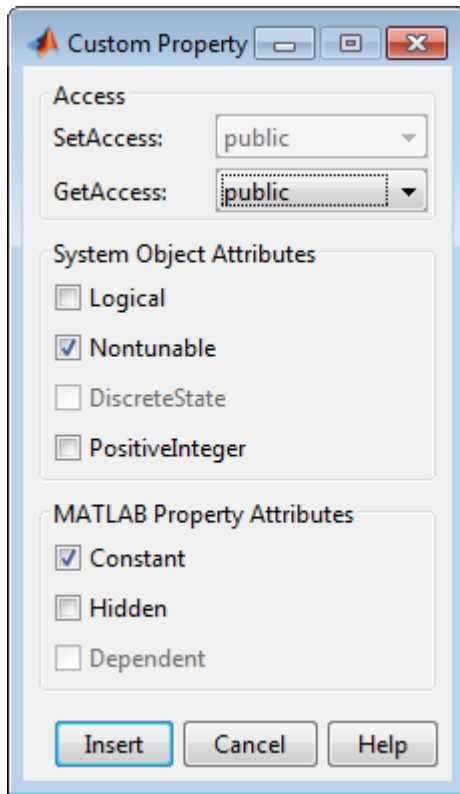 Custom Property
Access
SetAccess: public
GetAccess: public
System Object Attributes
Logical
Nontunable
DiscreteState
PositiveInteger
MATLAB Property Attributes
Constant
Hidden
Dependent
Insert Cancel Help